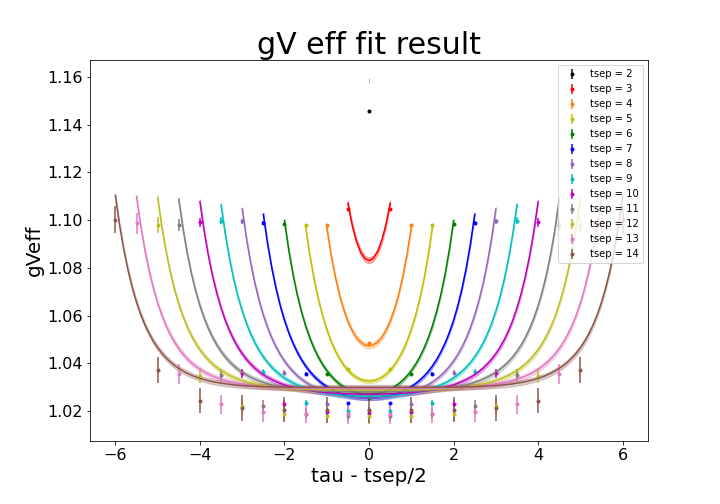 gV eff fit result
gVeff
1.16
1.14
1.12
1.10
1.08
1.06
1.04
1.02
tsep = 2
tsep = 3
tsep = 4
tsep = 5
tsep = 6
tsep = 7
tsep = 8
tsep = 9
tsep = 10
tsep = 11
tsep = 12
tsep = 13
tsep = 14
−6 −4 −2 0 2 4 6
tau - tsep/2